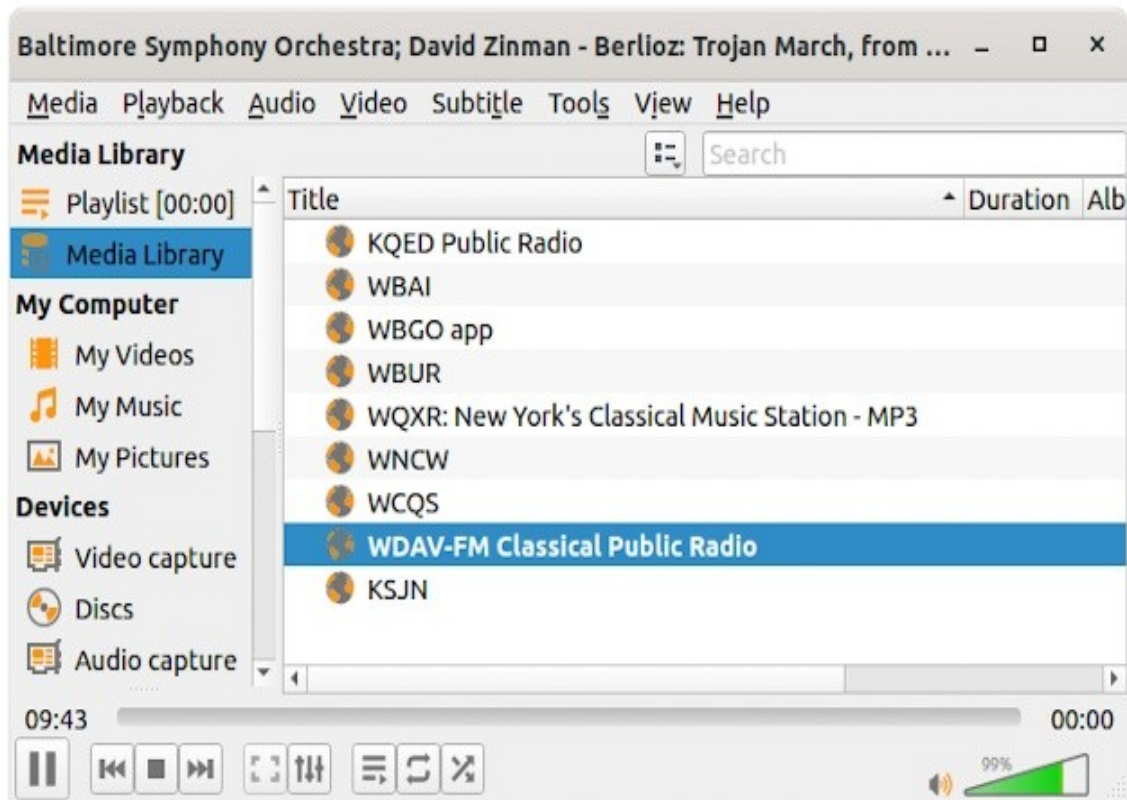 Baltimore Symphony Orchestra; David Zinman - Berlioz: Trojan March, from ...
Media Playback Audio Video Subtitle Tools View Help
Media Library
Search
Playlist [00:00]
Media Library
My Computer
My Videos
My Music
My Pictures
Devices
Video capture
Discs
Audio capture
Title Duration Alb
KQED Public Radio
WBAI
WBGO app
WBUR
WQXR: New York's Classical Music Station - MP3
WNCW
WCQS
WDAV-FM Classical Public Radio
KSJN
09:43 00:00
99%